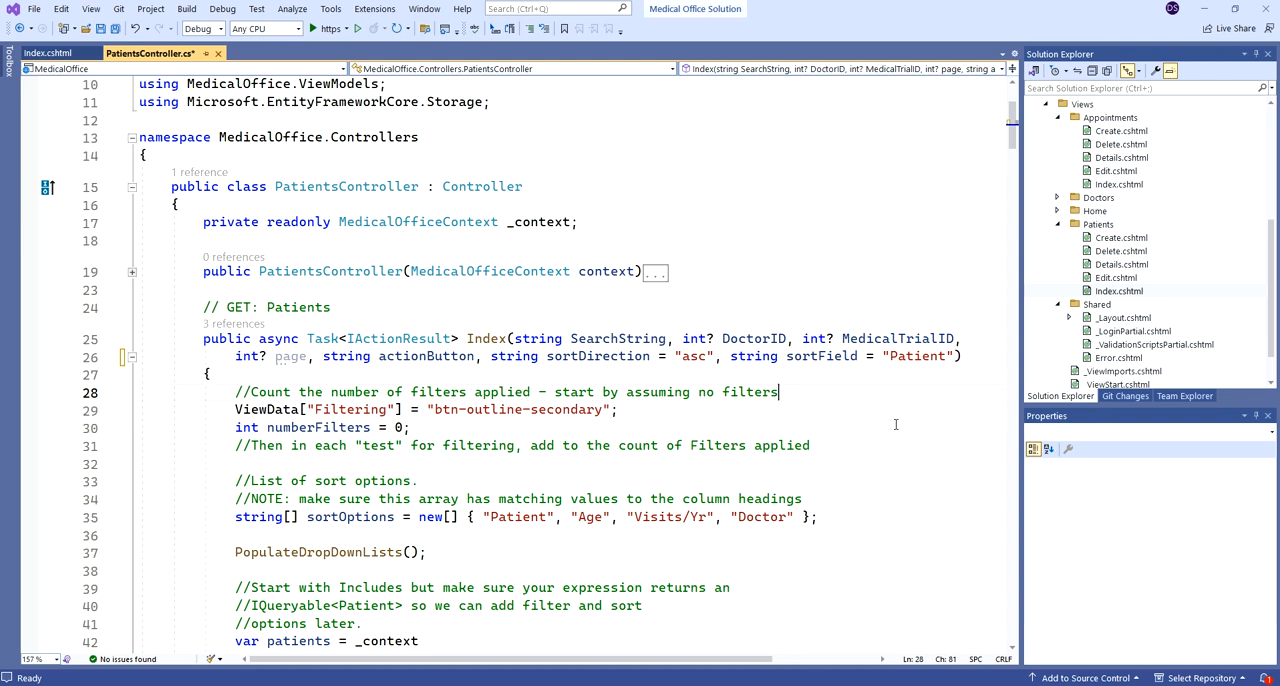 File Edit View Git Project Build Debug Test Analyze Tools Extensions Window Help Search (Ctrl+Q) Medical Office Solution DS
Debug Any CPU https Live Share
Toolbox
Index.cshtml PatientsController.cs*
MedicalOffice MedicalOffice.Controllers.PatientsController Index(string SearchString, int? DoctorID, int? MedicalTrialID, int? page, string a
10 using MedicalOffice.ViewModels;
11 using Microsoft.EntityFrameworkCore.Storage;
12
13 namespace MedicalOffice.Controllers
14 {
1 reference
15 public class PatientsController : Controller
16 {
17 private readonly MedicalOfficeContext _context;
18
0 references
19 public PatientsController(MedicalOfficeContext context)...
23
24 // GET: Patients
3 references
25 public async Task<IActionResult> Index(string SearchString, int? DoctorID, int? MedicalTrialID,
26 int? page, string actionButton, string sortDirection = "asc", string sortField = "Patient")
27 {
28 //Count the number of filters applied - start by assuming no filters
29 ViewData["Filtering"] = "btn-outline-secondary";
30 int numberFilters = 0;
31 //Then in each "test" for filtering, add to the count of Filters applied
32
33 //List of sort options.
34 //NOTE: make sure this array has matching values to the column headings
35 string[] sortOptions = new[] { "Patient", "Age", "Visits/Yr", "Doctor" };
36
37 PopulateDropDownLists();
38
39 //Start with Includes but make sure your expression returns an
40 //IQueryable<Patient> so we can add filter and sort
41 //options later.
42 var patients = _context
157 % No issues found Ln: 28 Ch: 81 SPC CRLF
Solution Explorer
Search Solution Explorer (Ctrl+;)
Views
Appointments
Create.cshtml
Delete.cshtml
Details.cshtml
Edit.cshtml
Index.cshtml
Doctors
Home
Patients
Create.cshtml
Delete.cshtml
Details.cshtml
Edit.cshtml
Index.cshtml
Shared
_Layout.cshtml
_LoginPartial.cshtml
_ValidationScriptsPartial.cshtml
Error.cshtml
_ViewImports.cshtml
_ViewStart.cshtml
Solution Explorer Git Changes Team Explorer
Properties
Ready Add to Source Control Select Repository 1